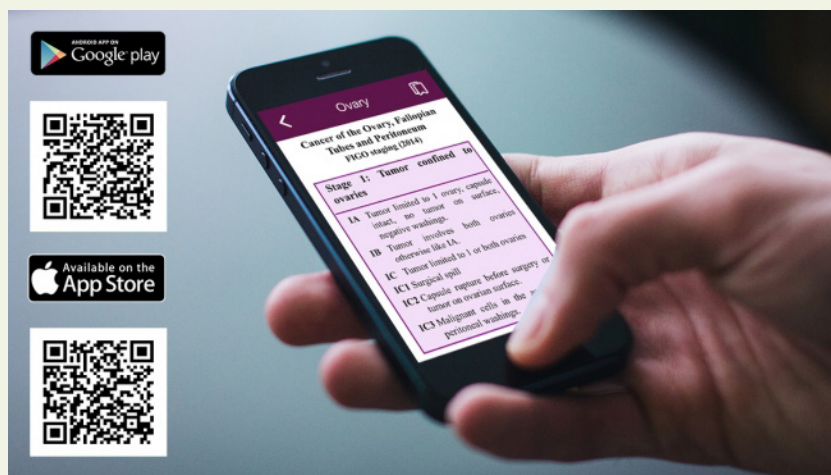 ANDROID APP ON
Google play
Available on the
App Store
Ovary
Cancer of the Ovary, Fallopian
Tubes and Peritoneum
FIGO staging (2014)
Stage 1: Tumor confined to
ovaries
IA Tumor limited to 1 ovary, capsule
intact, no tumor on surface,
negative washings.
IB Tumor involves both ovaries
otherwise like IA.
IC Tumor limited to 1 or both ovaries
IC1 Surgical spill
IC2 Capsule rupture before surgery or
tumor on ovarian surface.
IC3 Malignant cells in the
peritoneal washings.